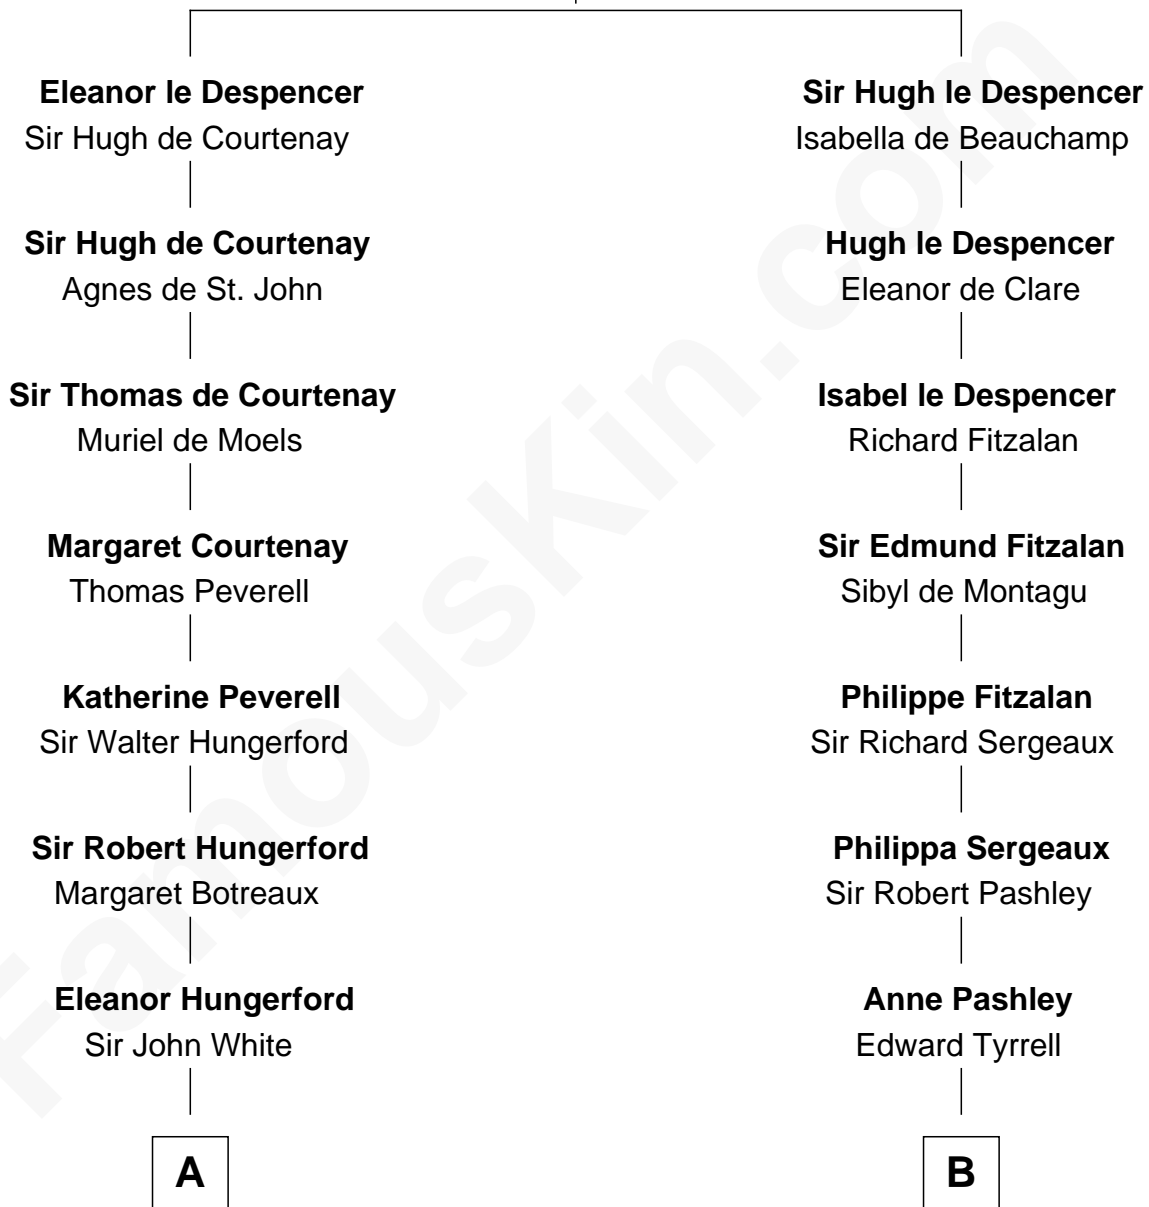 Eleanor le Despencer
Sir Hugh de Courtenay
Sir Hugh de Courtenay
Agnes de St. John
Sir Thomas de Courtenay
Muriel de Moels
Margaret Courtenay
Thomas Peverell
Katherine Peverell
Sir Walter Hungerford
Sir Robert Hungerford
Margaret Botreaux
Eleanor Hungerford
Sir John White
A
Sir Hugh le Despencer
Isabella de Beauchamp
Hugh le Despencer
Eleanor de Clare
Isabel le Despencer
Richard Fitzalan
Sir Edmund Fitzalan
Sibyl de Montagu
Philippe Fitzalan
Sir Richard Sergeaux
Philippa Sergeaux
Sir Robert Pashley
Anne Pashley
Edward Tyrrell
B
FamousKin.com